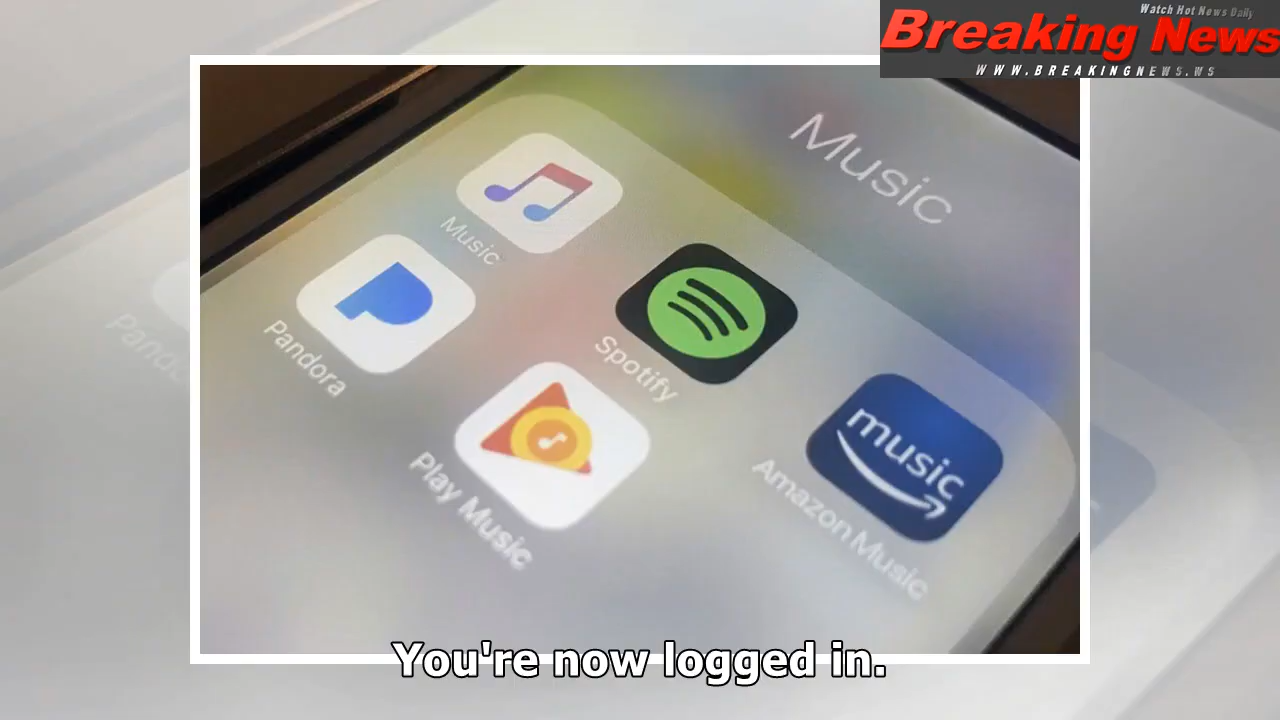 Watch Hot News Daily
Breaking News
WWW.BREAKINGNEWS.WS
Music
Music
Pandora
Spotify
music
Play Music
Amazon Music
Pandora
You're now logged in.